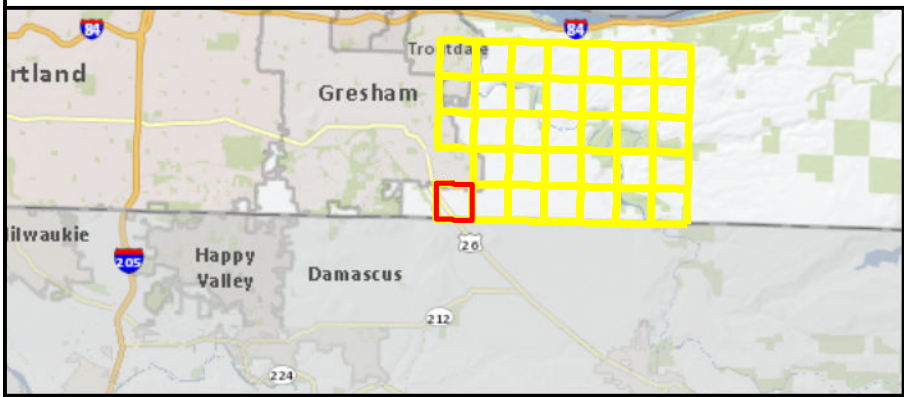 84
84
Troutdale
rtland
Gresham
ilwaukie
205
Happy
Valley
26
Damascus
212
224